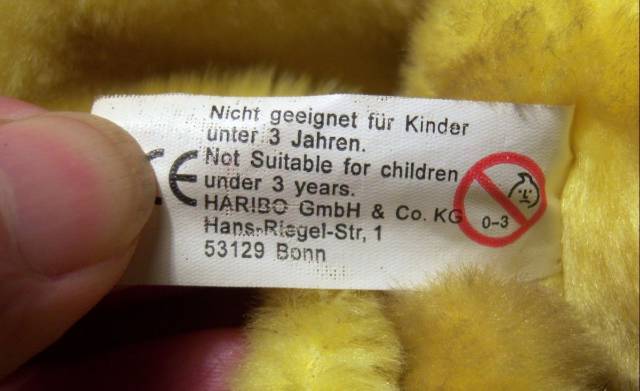 Nicht geeignet für Kinder
unter 3 Jahren.
CE
Not Suitable for children
under 3 years.
HARIBO GmbH & Co. KG
Hans-Riegel-Str, 1
53129 Bonn
0-3